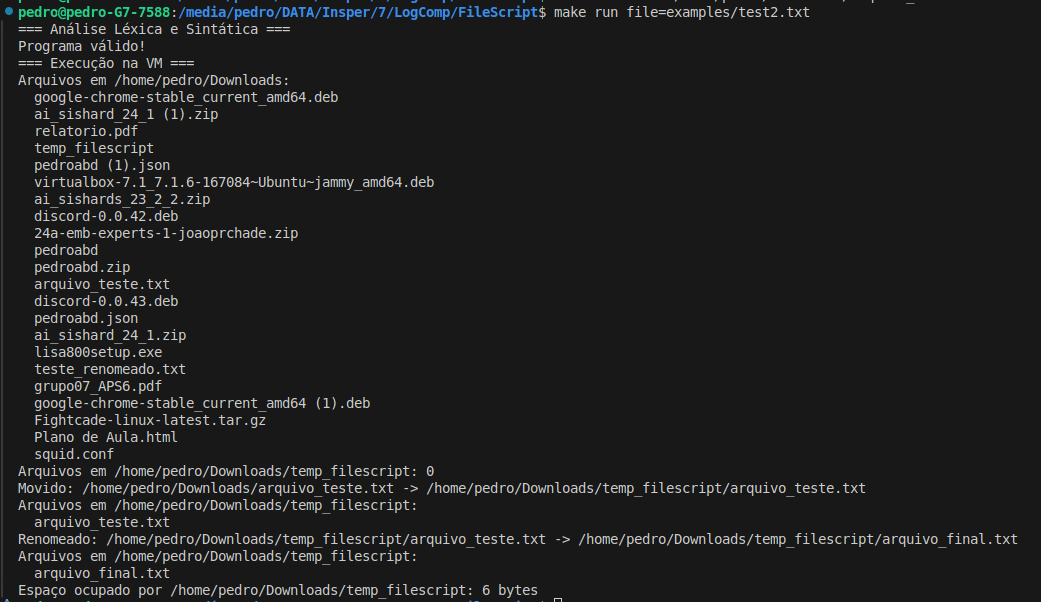 pedro@pedro-G7-7588:/media/pedro/DATA/Insper/7/LogComp/FileScript$ make run file=examples/test2.txt
=== Análise Léxica e Sintática ===
Programa válido!
=== Execução na VM ===
Arquivos em /home/pedro/Downloads:
google-chrome-stable_current_amd64.deb
ai_sishard_24_1 (1).zip
relatorio.pdf
temp_filescript
pedroabd (1).json
virtualbox-7.1_7.1.6-167084~Ubuntu~jammy_amd64.deb
ai_sishards_23_2_2.zip
discord-0.0.42.deb
24a-emb-experts-1-joaoprchade.zip
pedroabd
pedroabd.zip
arquivo_teste.txt
discord-0.0.43.deb
pedroabd.json
ai_sishard_24_1.zip
lisa800setup.exe
teste_renomeado.txt
grupo07_APS6.pdf
google-chrome-stable_current_amd64 (1).deb
Fightcade-linux-latest.tar.gz
Plano de Aula.html
squid.conf
Arquivos em /home/pedro/Downloads/temp_filescript: 0
Movido: /home/pedro/Downloads/arquivo_teste.txt -> /home/pedro/Downloads/temp_filescript/arquivo_teste.txt
Arquivos em /home/pedro/Downloads/temp_filescript:
arquivo_teste.txt
Renomeado: /home/pedro/Downloads/temp_filescript/arquivo_teste.txt -> /home/pedro/Downloads/temp_filescript/arquivo_final.txt
Arquivos em /home/pedro/Downloads/temp_filescript:
arquivo_final.txt
Espaço ocupado por /home/pedro/Downloads/temp_filescript: 6 bytes